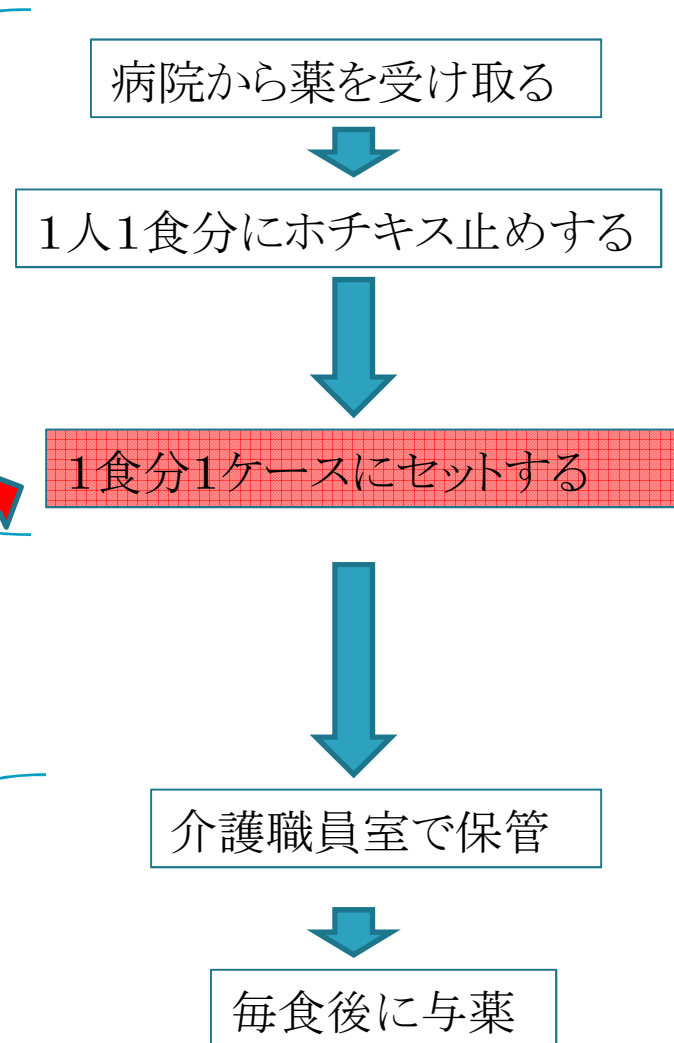 病院から薬を受け取る
１人１食分にホチキス止めする
１食分１ケースにセットする
介護職員室で保管
毎食後に与薬